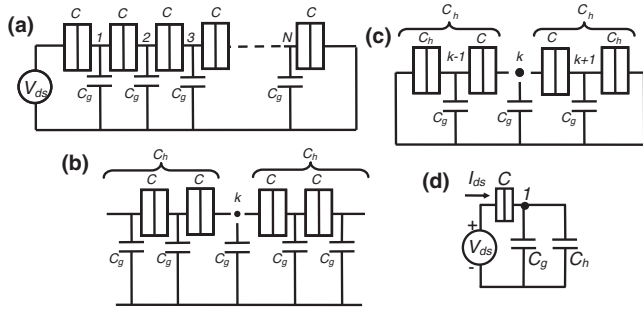 (a)
C C C C C
1 2 3 N
V_ds
C_g C_g C_g C_g
(b)
C_h C_h
C C k C C
C_g C_g C_g C_g C_g
(c)
C_h
C_h C C C_h
k-1 k k+1
C_g C_g C_g
(d)
I_ds C 1
+
V_ds
-
C_g C_h